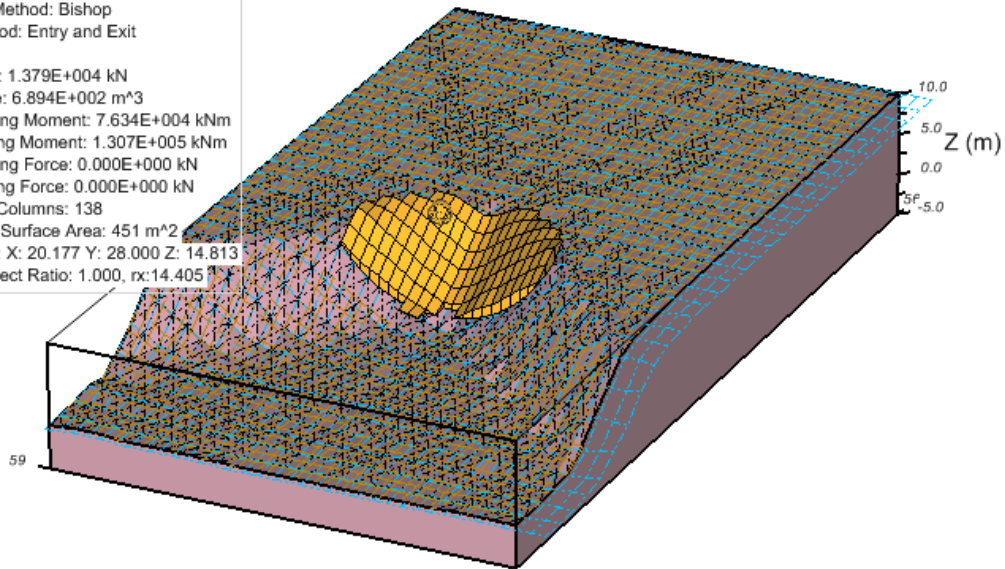 Method: Bishop
od: Entry and Exit
: 1.379E+004 kN
e: 6.894E+002 m^3
ng Moment: 7.634E+004 kNm
ng Moment: 1.307E+005 kNm
ng Force: 0.000E+000 kN
ng Force: 0.000E+000 kN
Columns: 138
Surface Area: 451 m^2
: X: 20.177 Y: 28.000 Z: 14.813
ect Ratio: 1.000, rx:14.405
10.0
5.0
Z (m)
0.0
-5.0
59